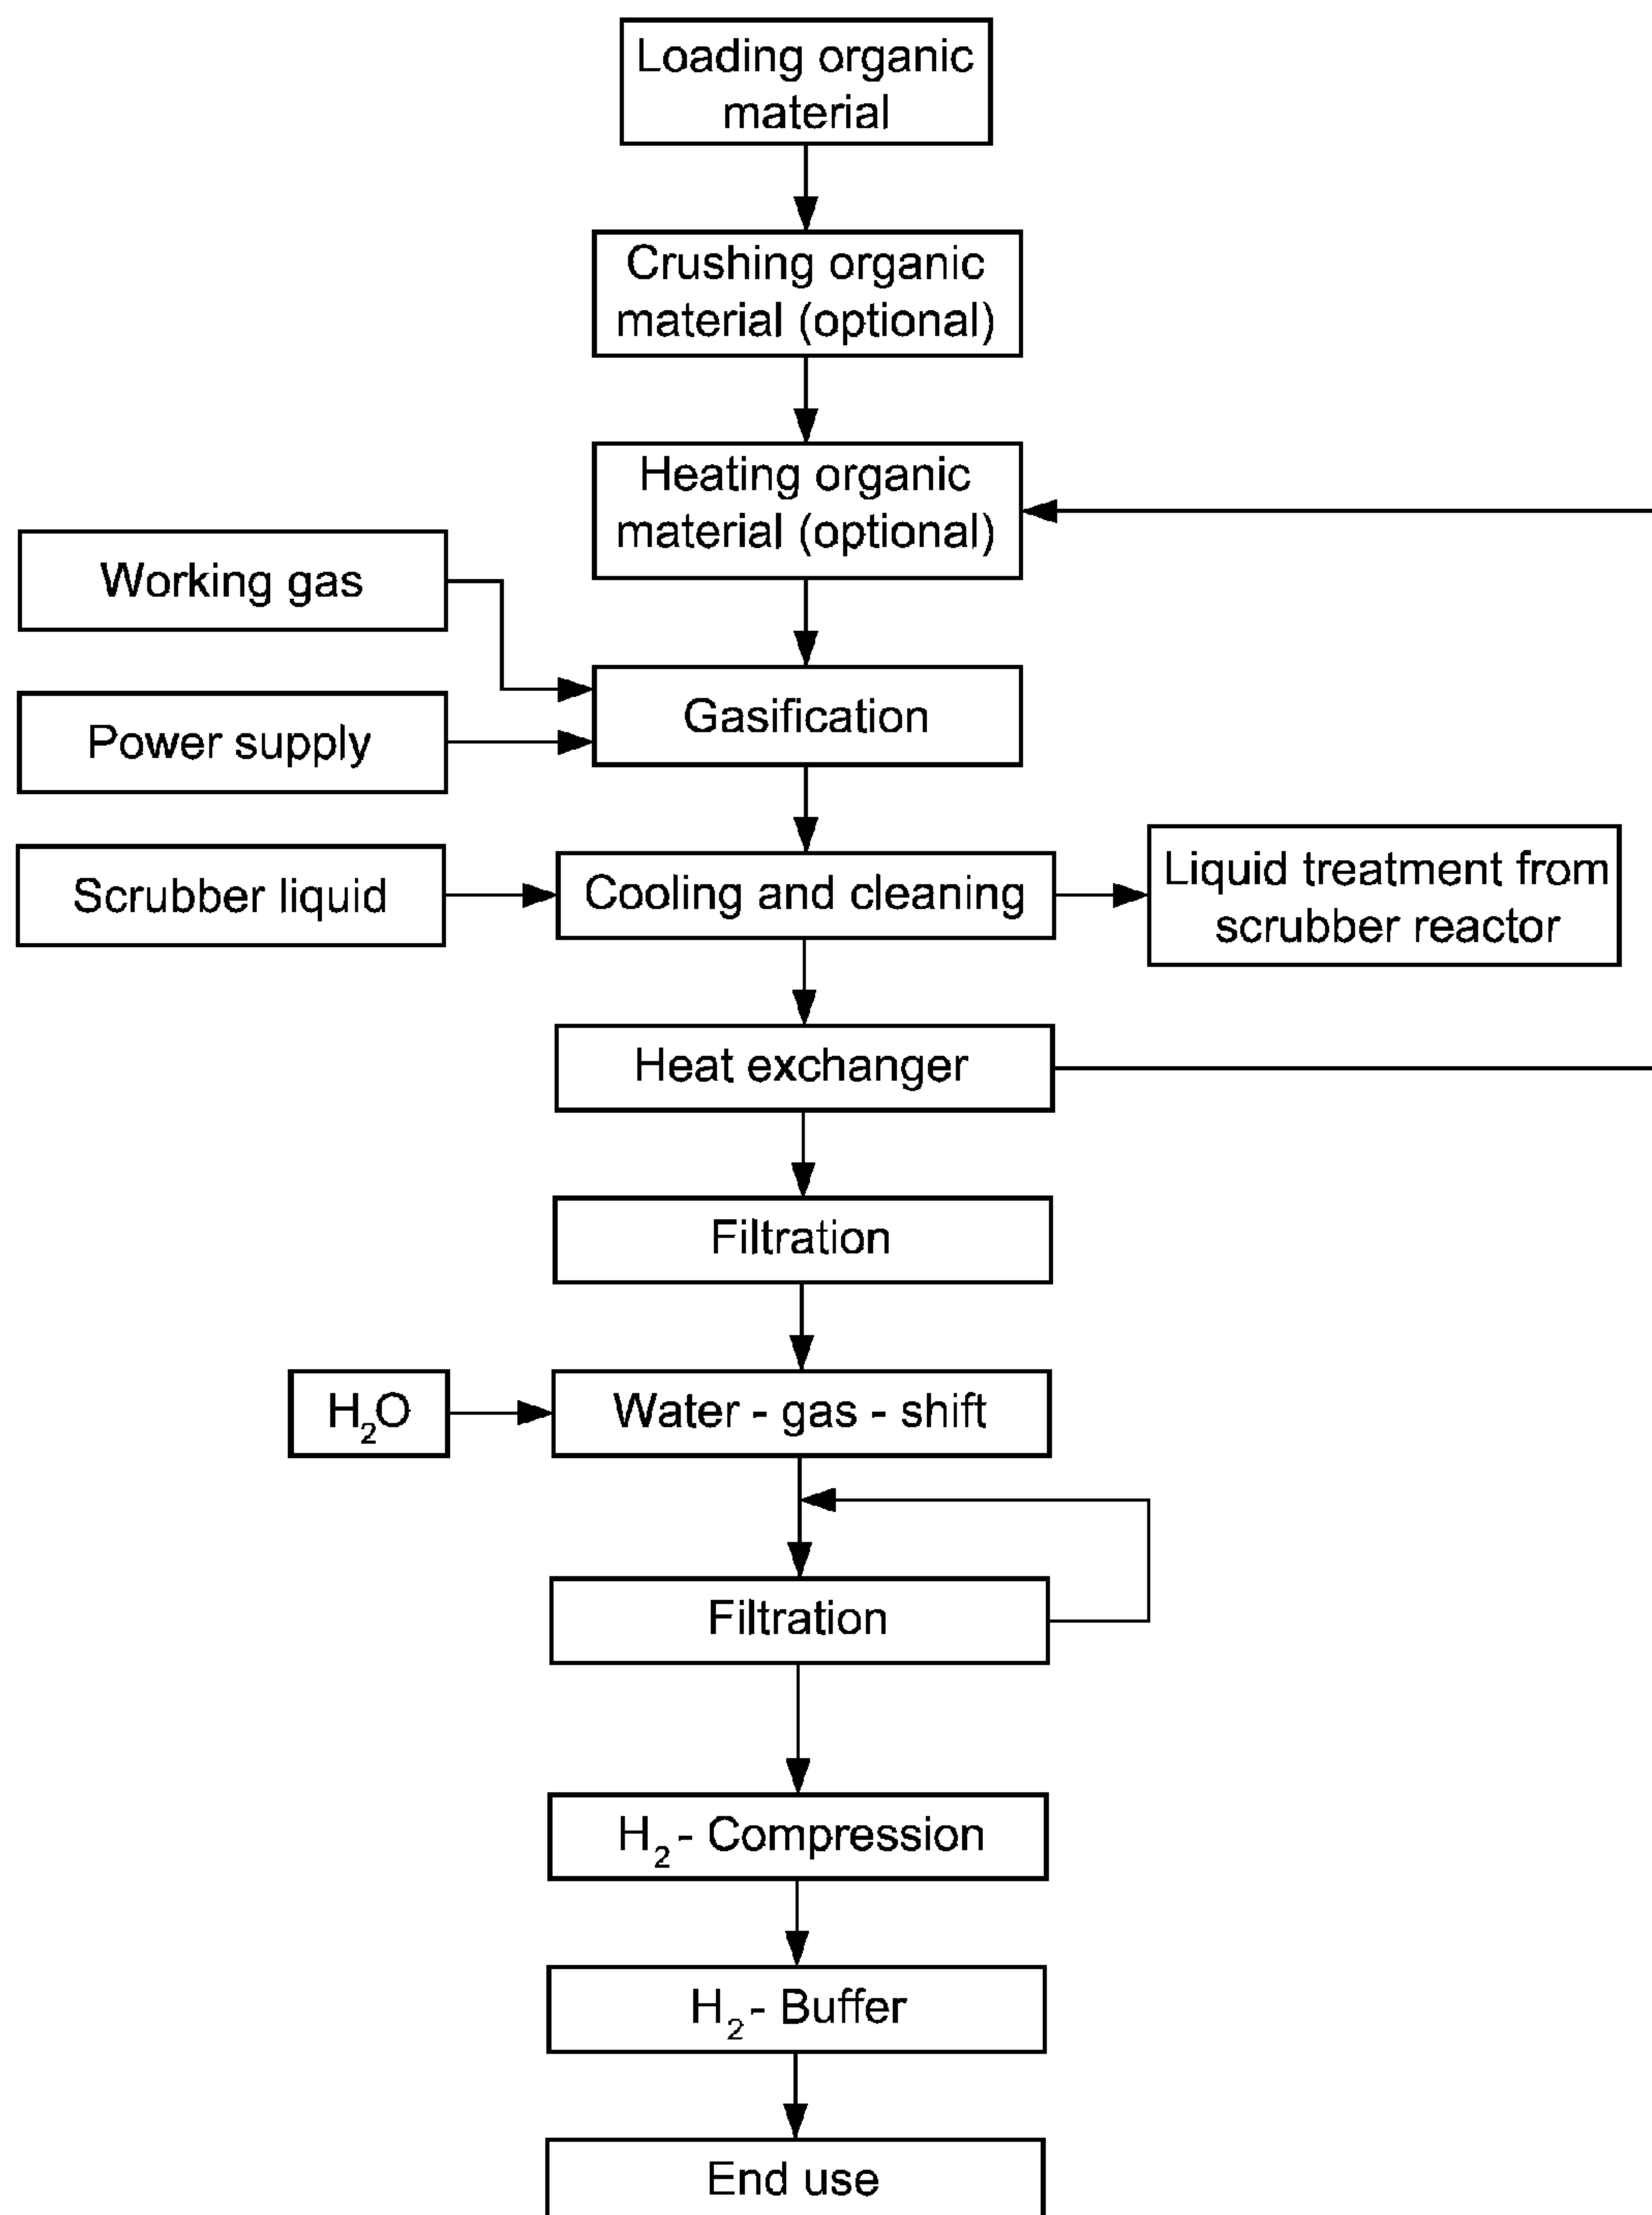 Loading organic
material
Crushing organic
material (optional)
Heating organic
material (optional)
Working gas
Gasification
Power supply
Scrubber liquid
Cooling and cleaning
Liquid treatment from
scrubber reactor
Heat exchanger
Filtration
H₂O
Water - gas - shift
Filtration
H₂- Compression
H₂- Buffer
End use